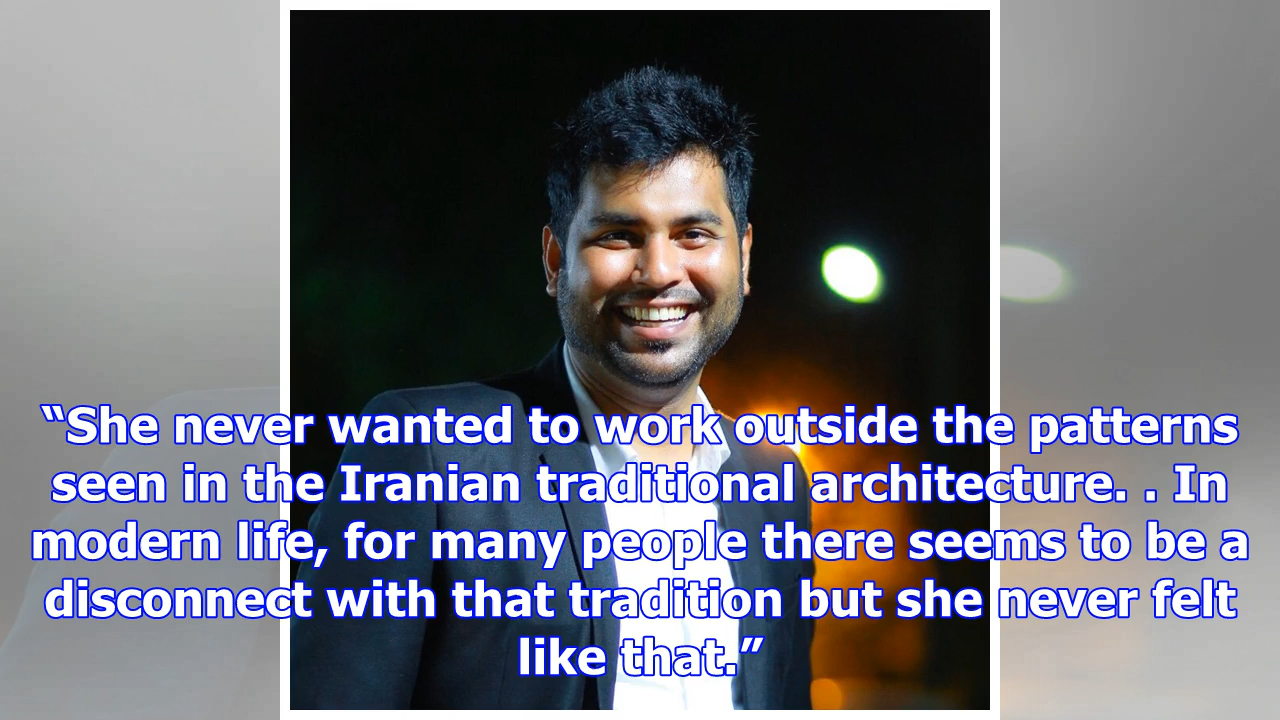 “She never wanted to work outside the patterns
seen in the Iranian traditional architecture. . In
modern life, for many people there seems to be a
disconnect with that tradition but she never felt
like that.”